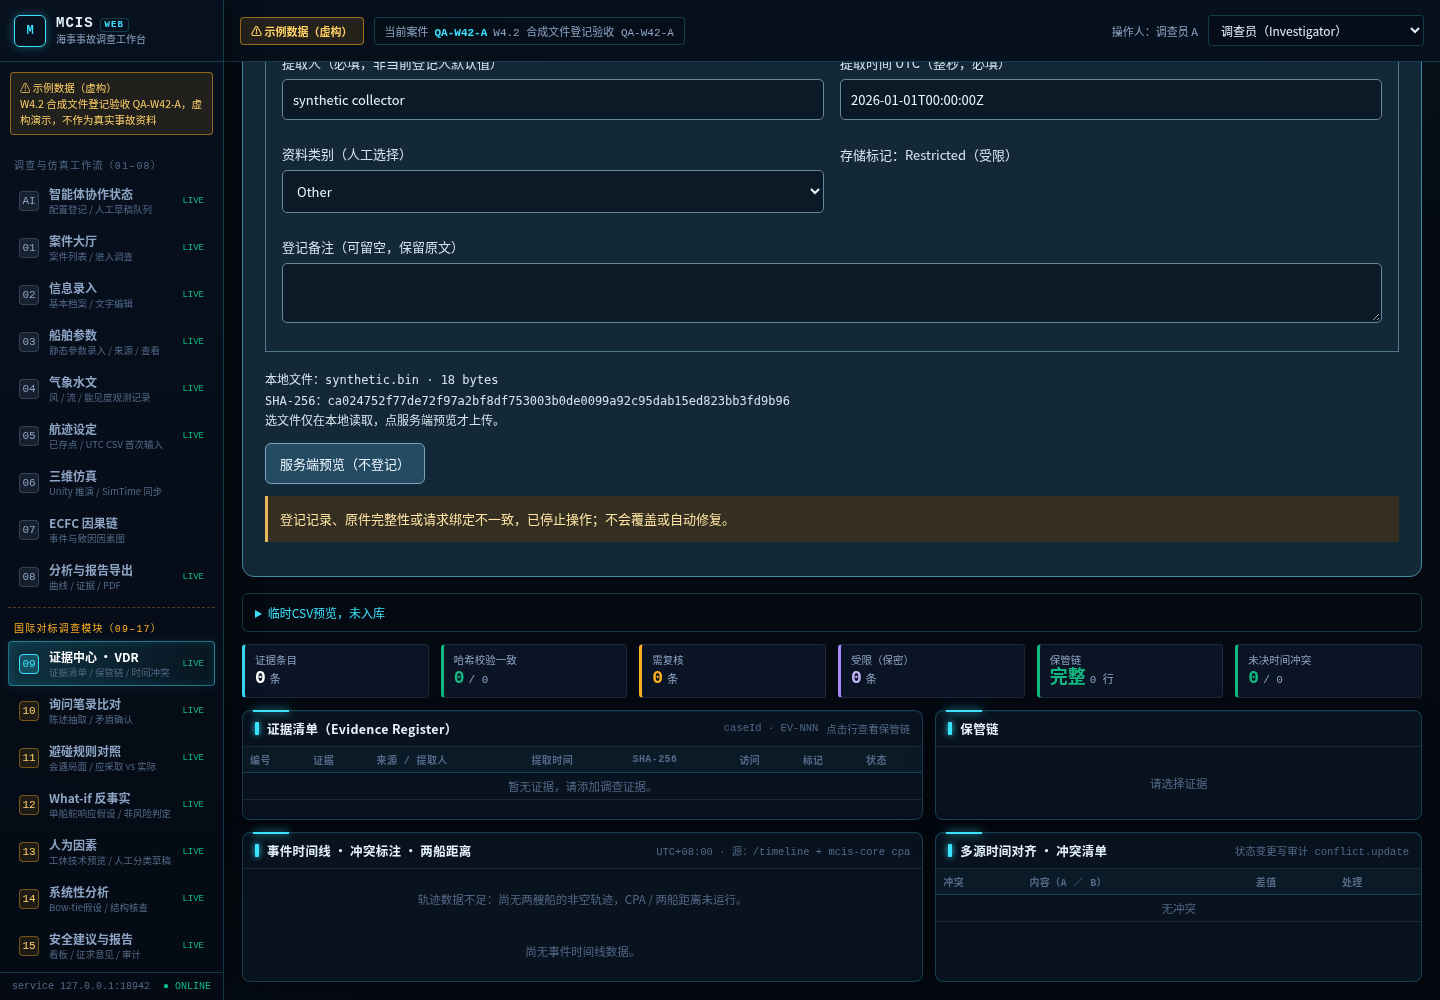 M
MCIS WEB
海事事故调查工作台
⚠ 示例数据（虚构）
当前案件 QA-W42-A W4.2 合成文件登记验收 QA-W42-A
操作人：调查员 A
调查员（Investigator）
⚠ 示例数据（虚构）
W4.2 合成文件登记验收 QA-W42-A，虚
构演示，不作为真实事故资料
调查与仿真工作流（01–08）
AI 智能体协作状态 LIVE
配置登记 / 人工草稿队列
01 案件大厅 LIVE
案件列表 / 进入调查
02 信息录入 LIVE
基本档案 / 文字编辑
03 船舶参数 LIVE
静态参数录入 / 来源 / 查看
04 气象水文 LIVE
风 / 流 / 能见度观测记录
05 航迹设定 LIVE
已存点 / UTC CSV 首次输入
06 三维仿真
Unity 推演 / SimTime 同步
07 ECFC 因果链
事件与致因因素图
08 分析与报告导出 LIVE
曲线 / 证据 / PDF
国际对标调查模块（09–17）
09 证据中心 · VDR LIVE
证据清单 / 保管链 / 时间冲突
10 询问笔录比对 LIVE
陈述抽取 / 矛盾确认
11 避碰规则对照 LIVE
会遇局面 / 应采取 vs 实际
12 What-if 反事实 LIVE
单船舵响应假设 / 非风险判定
13 人为因素 LIVE
工休技术预览 / 人工分类草稿
14 系统性分析 LIVE
Bow-tie假设 / 结构核查
15 安全建议与报告 LIVE
看板 / 征求意见 / 审计
service 127.0.0.1:18942 ● ONLINE
提取人（必填，非当前登记人默认值）
提取时间 UTC（整秒，必填）
synthetic collector
2026-01-01T00:00:00Z
资料类别（人工选择）
存储标记：Restricted（受限）
Other
登记备注（可留空，保留原文）
本地文件：synthetic.bin · 18 bytes
SHA-256：ca024752f77de72f97a2bf8df753003b0de0099a92c95dab15ed823bb3fd9b96
选文件仅在本地读取，点服务端预览才上传。
服务端预览（不登记）
登记记录、原件完整性或请求绑定不一致，已停止操作；不会覆盖或自动修复。
▶ 临时CSV预览，未入库
证据条目
0 条
哈希校验一致
0 / 0
需复核
0 条
受限（保密）
0 条
保管链
完整 0 行
未决时间冲突
0 / 0
证据清单（Evidence Register） caseId · EV-NNN 点击行查看保管链
编号 证据 来源 / 提取人 提取时间 SHA-256 访问 标记 状态
暂无证据，请添加调查证据。
保管链
请选择证据
事件时间线 · 冲突标注 · 两船距离 UTC+08:00 · 源：/timeline + mcis-core cpa
轨迹数据不足：尚无两艘船的非空轨迹，CPA / 两船距离未运行。
尚无事件时间线数据。
多源时间对齐 · 冲突清单 状态变更写审计 conflict.update
冲突 内容（A ／ B） 差值 处理
无冲突